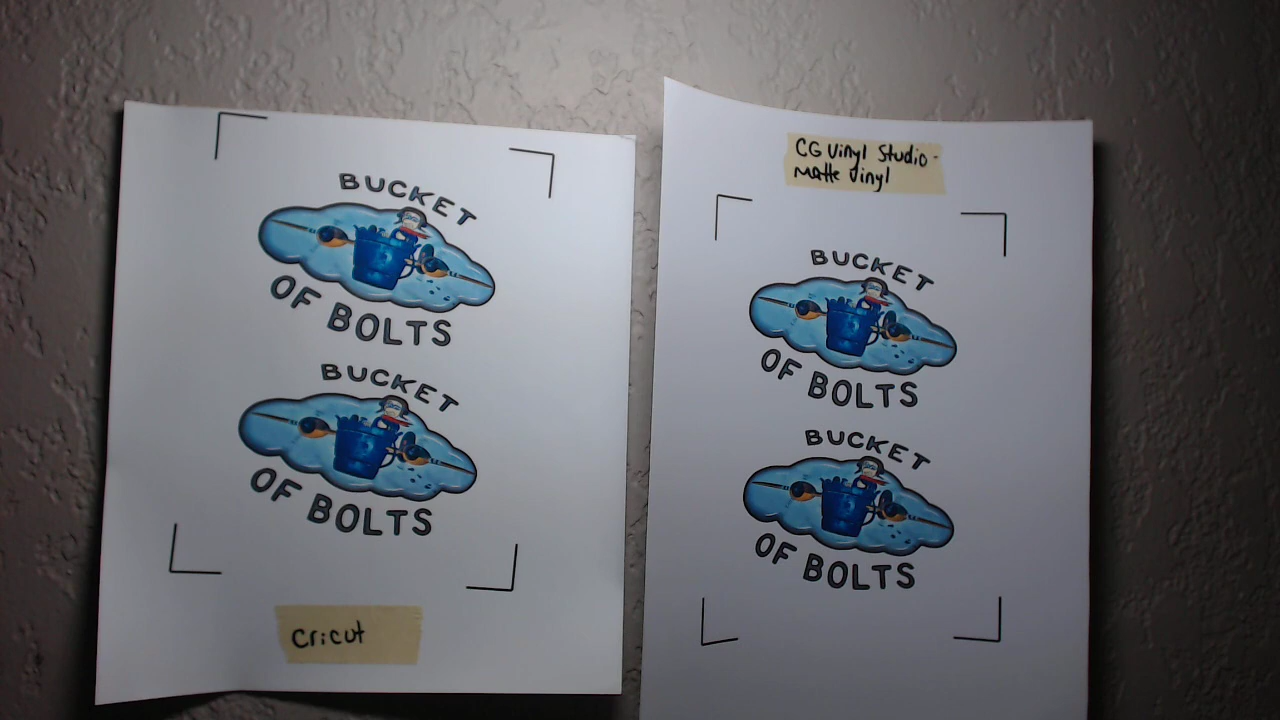 BUCKET
OF BOLTS
BUCKET
OF BOLTS
Cricut
CG Vinyl Studio-
Matte Vinyl
BUCKET
OF BOLTS
BUCKET
OF BOLTS